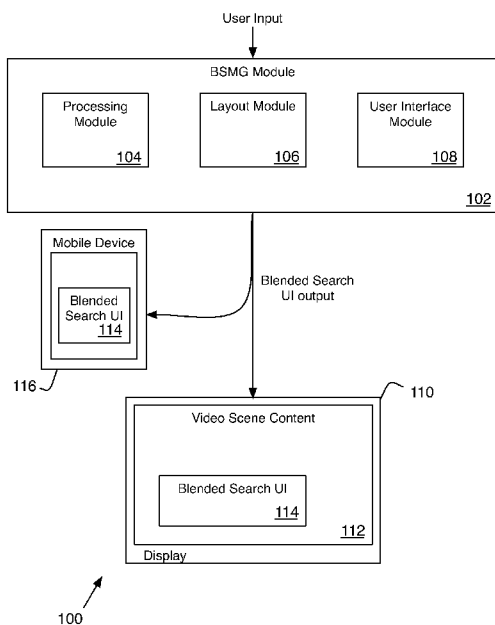 User Input
BSMG Module
Processing
Module
104
Layout Module
106
User Interface
Module
108
102
Mobile Device
Blended
Search UI
114
116
Blended Search
UI output
110
Video Scene Content
Blended Search UI
114
112
Display
100